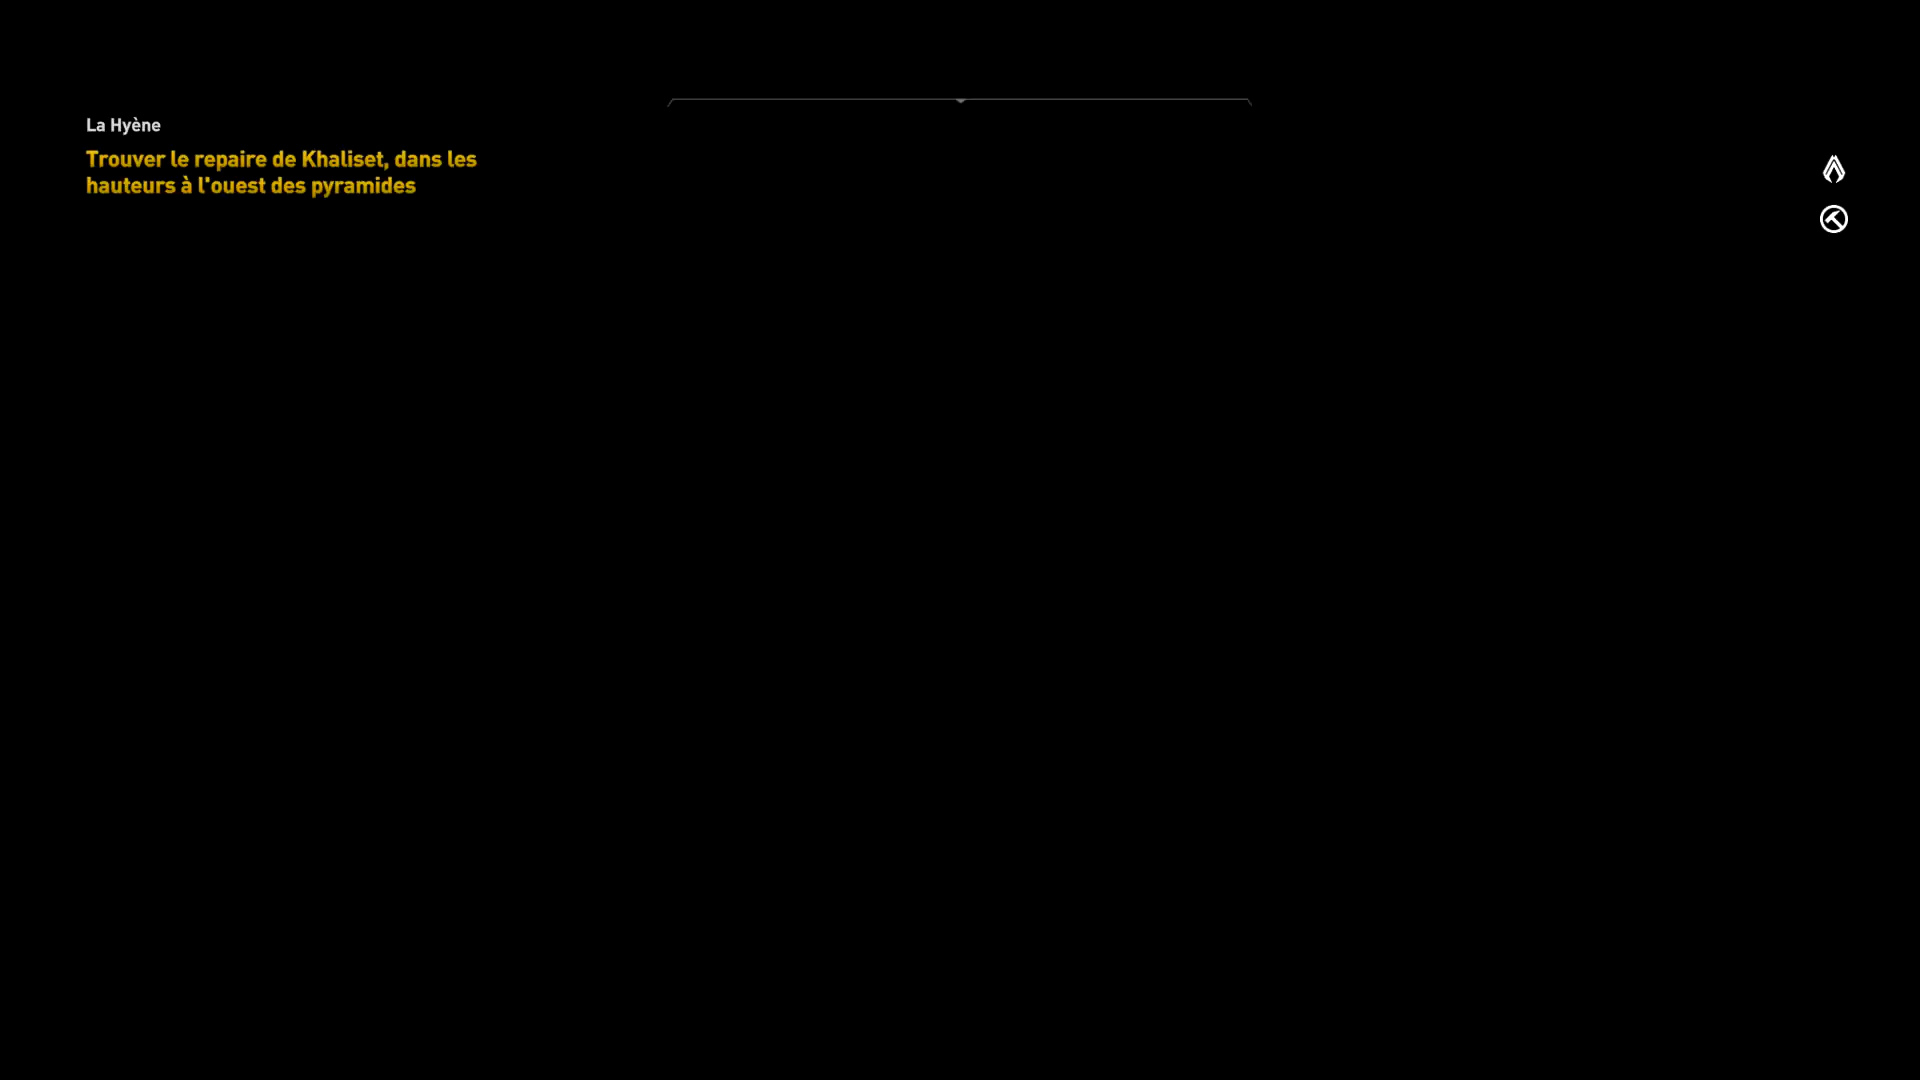 La Hyène
Trouver le repaire de Khaliset, dans les
hauteurs à l'ouest des pyramides